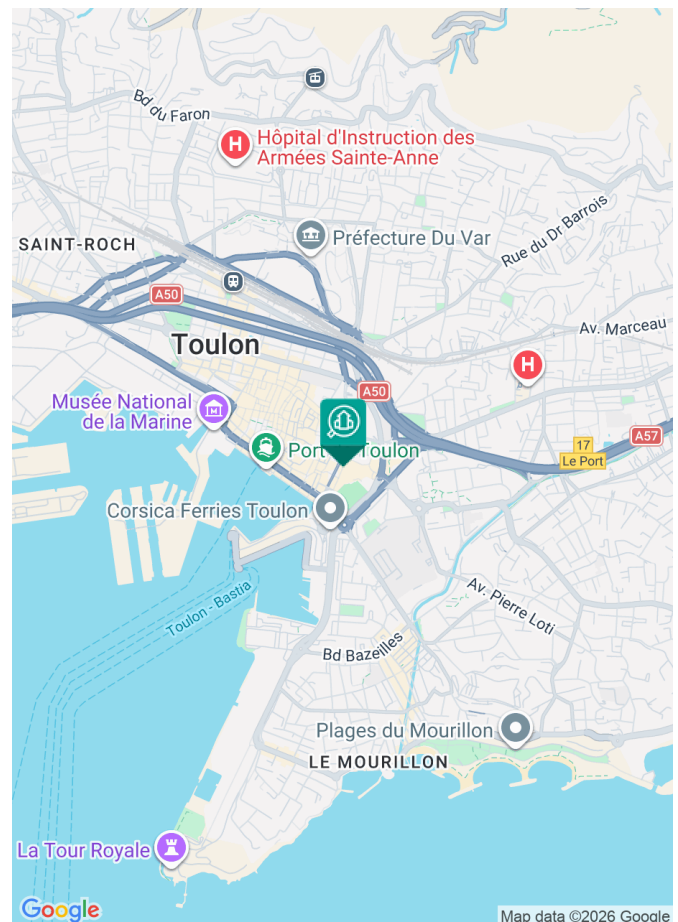 Bd du Faron
H
Hôpital d'Instruction des
Armées Sainte-Anne
Rue du Dr Barrois
Préfecture Du Var
SAINT-ROCH
A50
Av. Marceau
Toulon
H
A50
Musée National
de la Marine
M
17
Le Port
A57
Port Toulon
Corsica Ferries Toulon
Av. Pierre Loti
Toulon - Bastia
Bd Bazeilles
Plages du Mourillon
LE MOURILLON
La Tour Royale
Google
Map data ©2026 Google